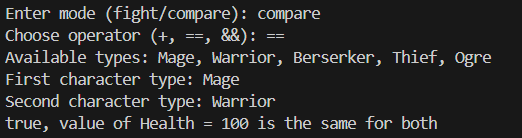 Enter mode (fight/compare): compare
Choose operator (+, ==, &&): ==
Available types: Mage, Warrior, Berserker, Thief, Ogre
First character type: Mage
Second character type: Warrior
true, value of Health = 100 is the same for both